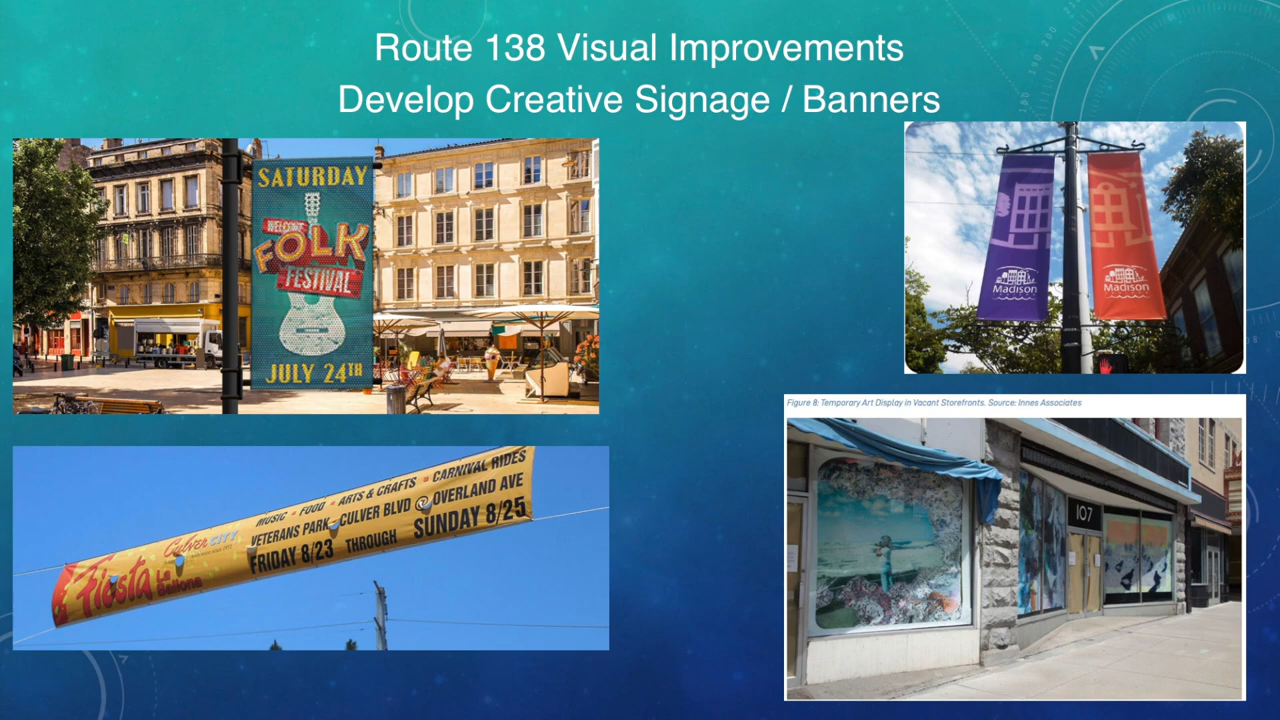 Route 138 Visual Improvements
Develop Creative Signage / Banners
SATURDAY
WELCOME
FOLK
FESTIVAL
JULY 24TH
Madison
Madison
Figure 8: Temporary Art Display in Vacant Storefronts. Source: Innes Associates
107
Fiesta La Ballona
Culver CITY
MUSIC FOOD ARTS & CRAFTS CARNIVAL RIDES
VETERANS PARK-CULVER BLVD @ OVERLAND AVE
FRIDAY 8/23 THROUGH SUNDAY 8/25